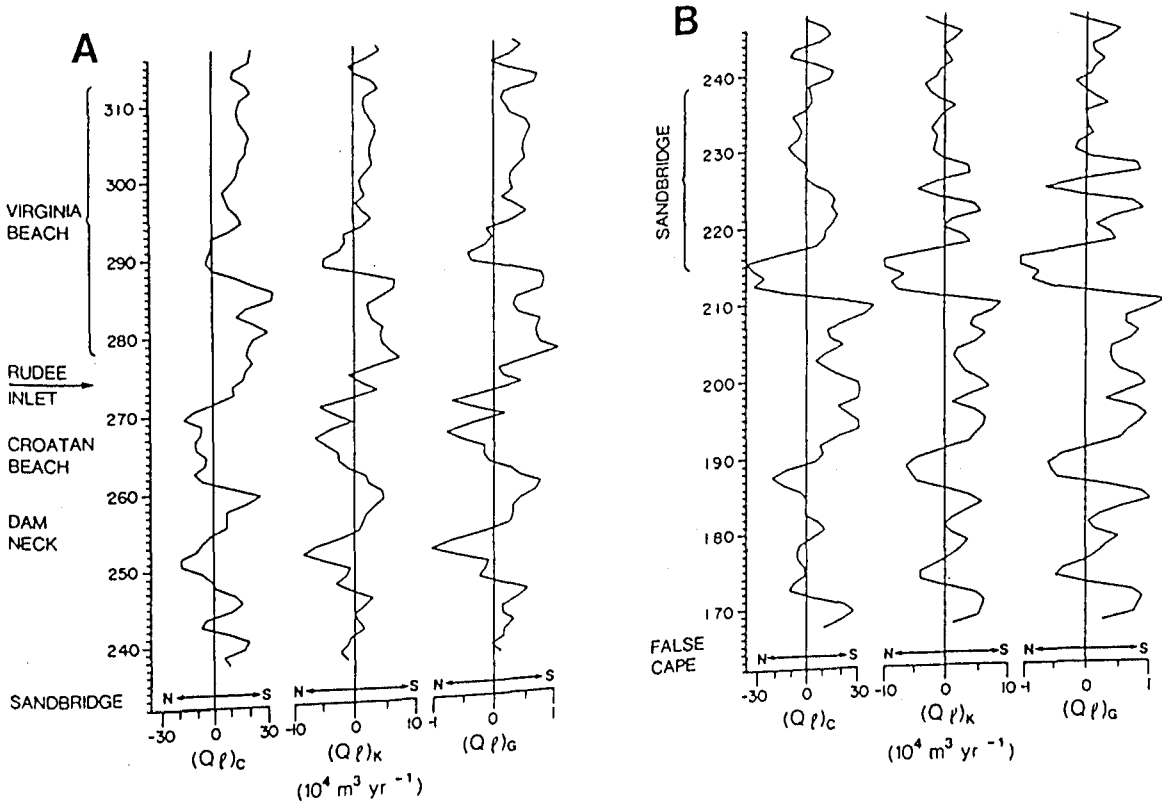 A
310
300
VIRGINIA
BEACH
290
280
RUDEE
INLET
270
CROATAN
BEACH
260
DAM
NECK
250
240
SANDBRIDGE
N S
N S
N S
-30 0 30
-10 0 10
-1 0 1
(Qℓ)C
(Qℓ)K
(Qℓ)G
(10⁴ m³ yr⁻¹)
B
240
230
SANDBRIDGE
220
210
200
190
180
170
FALSE
CAPE
N S
N S
N S
-30 0 30
-10 0 10
-1 0 1
(Qℓ)C
(Qℓ)K
(Qℓ)G
(10⁴ m³ yr⁻¹)